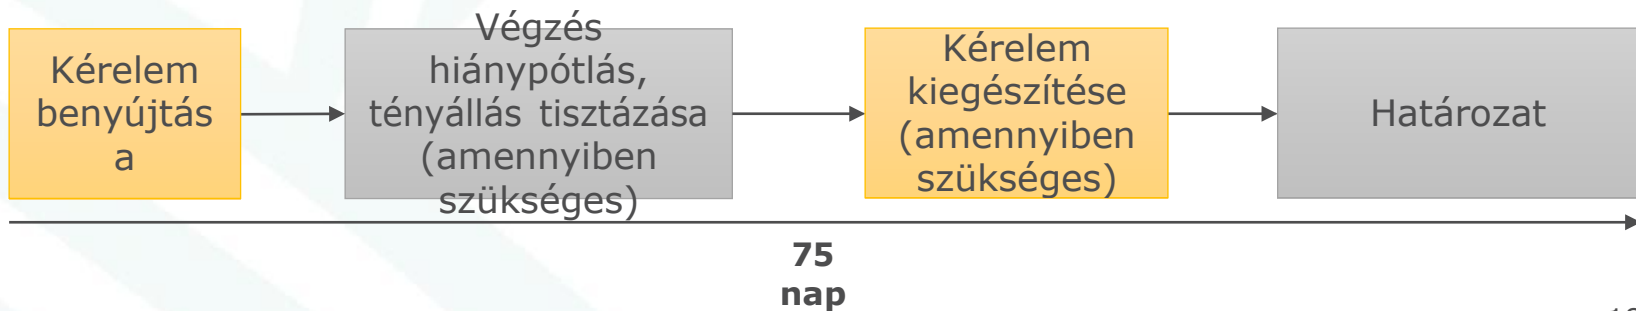 Kérelem
benyújtás
a
Végzés
hiánypótlás,
tényállás tisztázása
(amennyiben
szükséges)
Kérelem
kiegészítése
(amennyiben
szükséges)
Határozat
75
nap